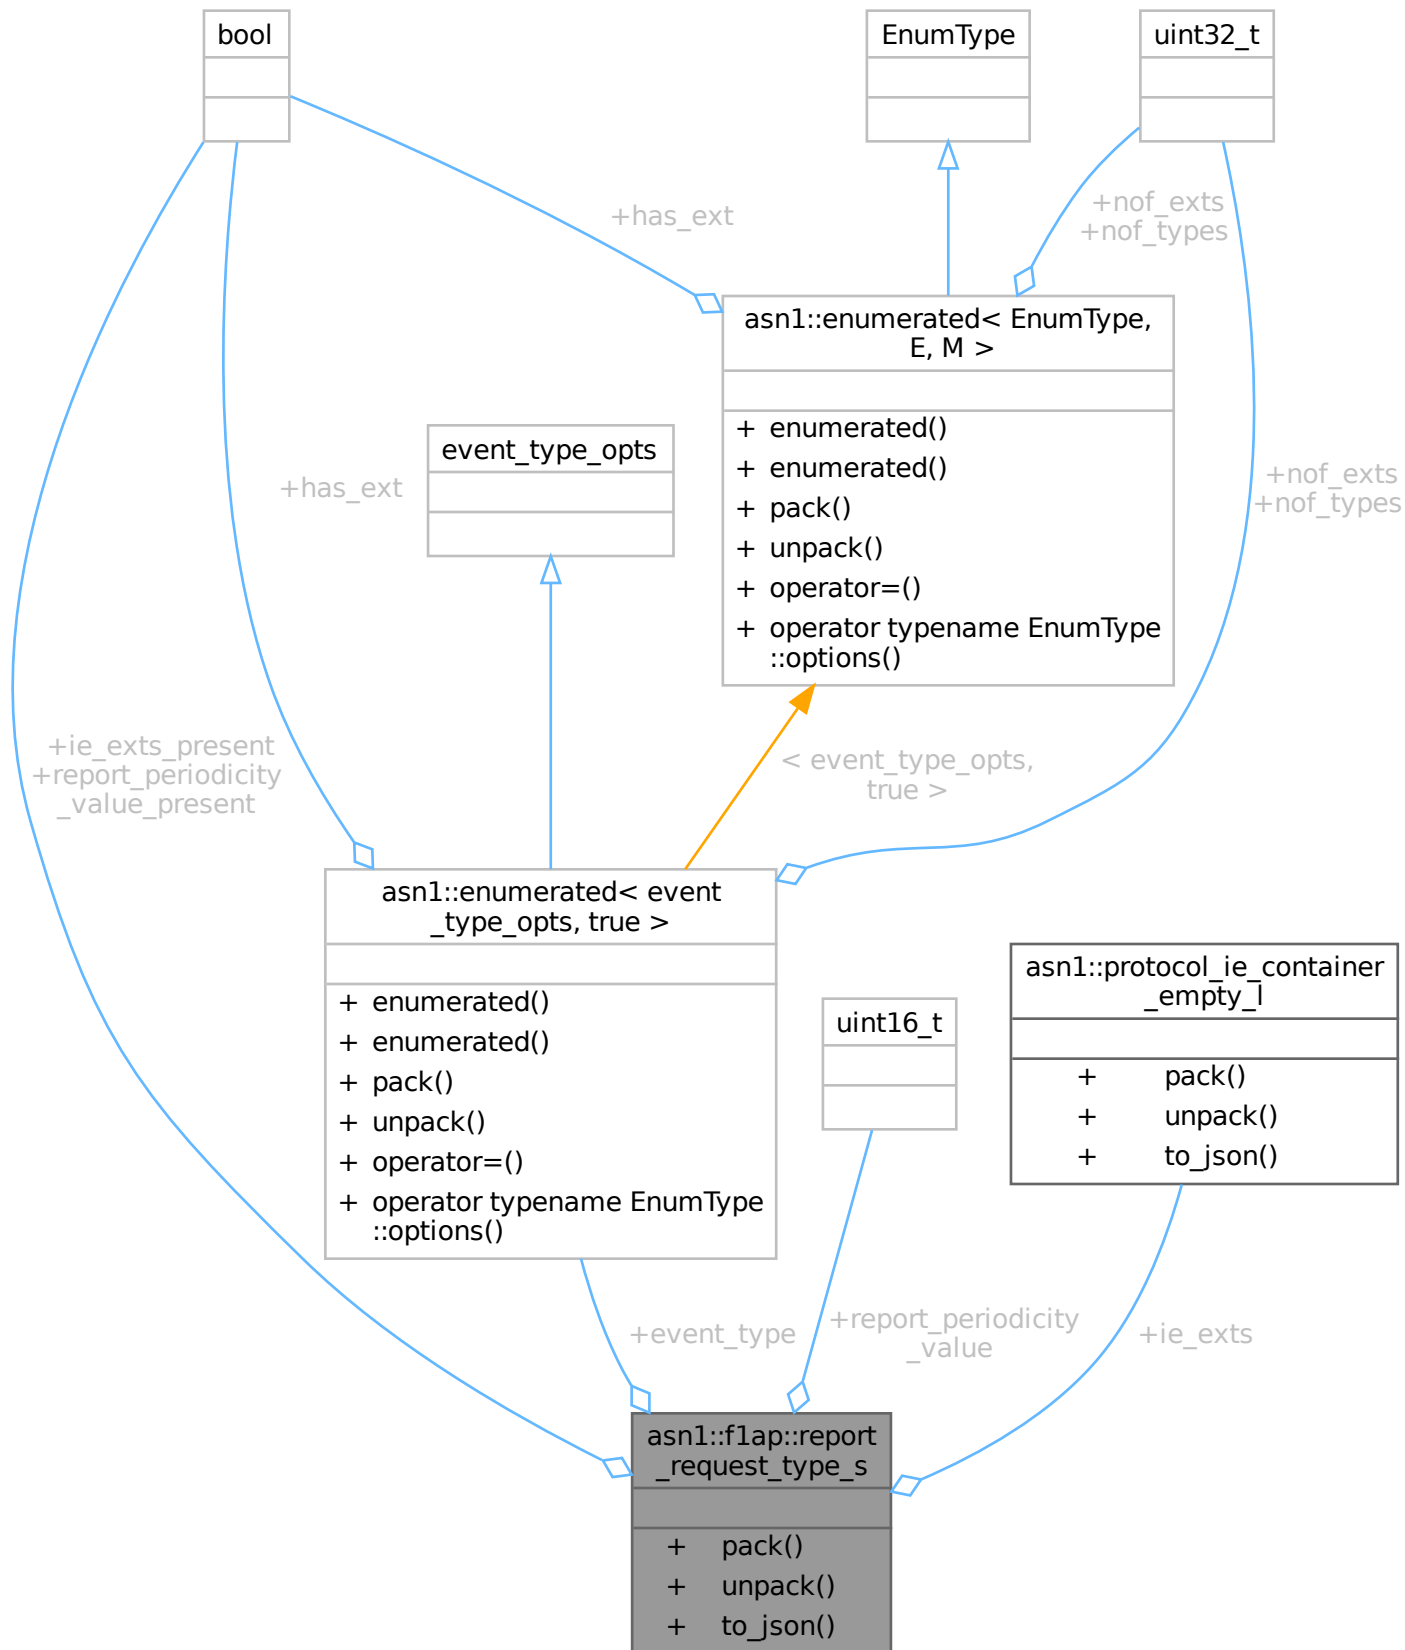 bool
EnumType
uint32_t
+has_ext
+nof_exts
+nof_types
asn1::enumerated< EnumType,
E, M >
+ enumerated()
+ enumerated()
+ pack()
+ unpack()
+ operator=()
+ operator typename EnumType
::options()
event_type_opts
+has_ext
+nof_exts
+nof_types
+ie_exts_present
+report_periodicity
_value_present
< event_type_opts,
true >
asn1::enumerated< event
_type_opts, true >
+ enumerated()
+ enumerated()
+ pack()
+ unpack()
+ operator=()
+ operator typename EnumType
::options()
uint16_t
asn1::protocol_ie_container
_empty_l
+ pack()
+ unpack()
+ to_json()
+event_type
+report_periodicity
_value
+ie_exts
asn1::f1ap::report
_request_type_s
+ pack()
+ unpack()
+ to_json()